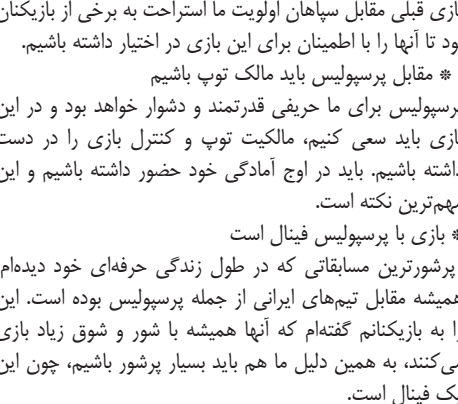 بازی قبلی مقابل سپاهان اولویت ما استراحت به برخی از بازیکنان
بود تا آنها را با اطمینان برای این بازی در اختیار داشته باشیم.
* مقابل پرسپولیس باید مالک توپ باشیم
پرسپولیس برای ما حریفی قدرتمند و دشوار خواهد بود و در این
بازی باید سعی کنیم، مالکیت توپ و کنترل بازی را در دست
داشته باشیم. باید در اوج آمادگی خود حضور داشته باشیم و این
مهم‌ترین نکته است.
* بازی با پرسپولیس فینال است
پرشورترین مسابقاتی که در طول زندگی حرفه‌ای خود دیده‌ام،
همیشه مقابل تیم‌های ایرانی از جمله پرسپولیس بوده است. این
را به بازیکنانم گفته‌ام که آنها همیشه با شور و شوق زیاد بازی
می‌کنند، به همین دلیل ما هم باید بسیار پرشور باشیم، چون این
یک فینال است.